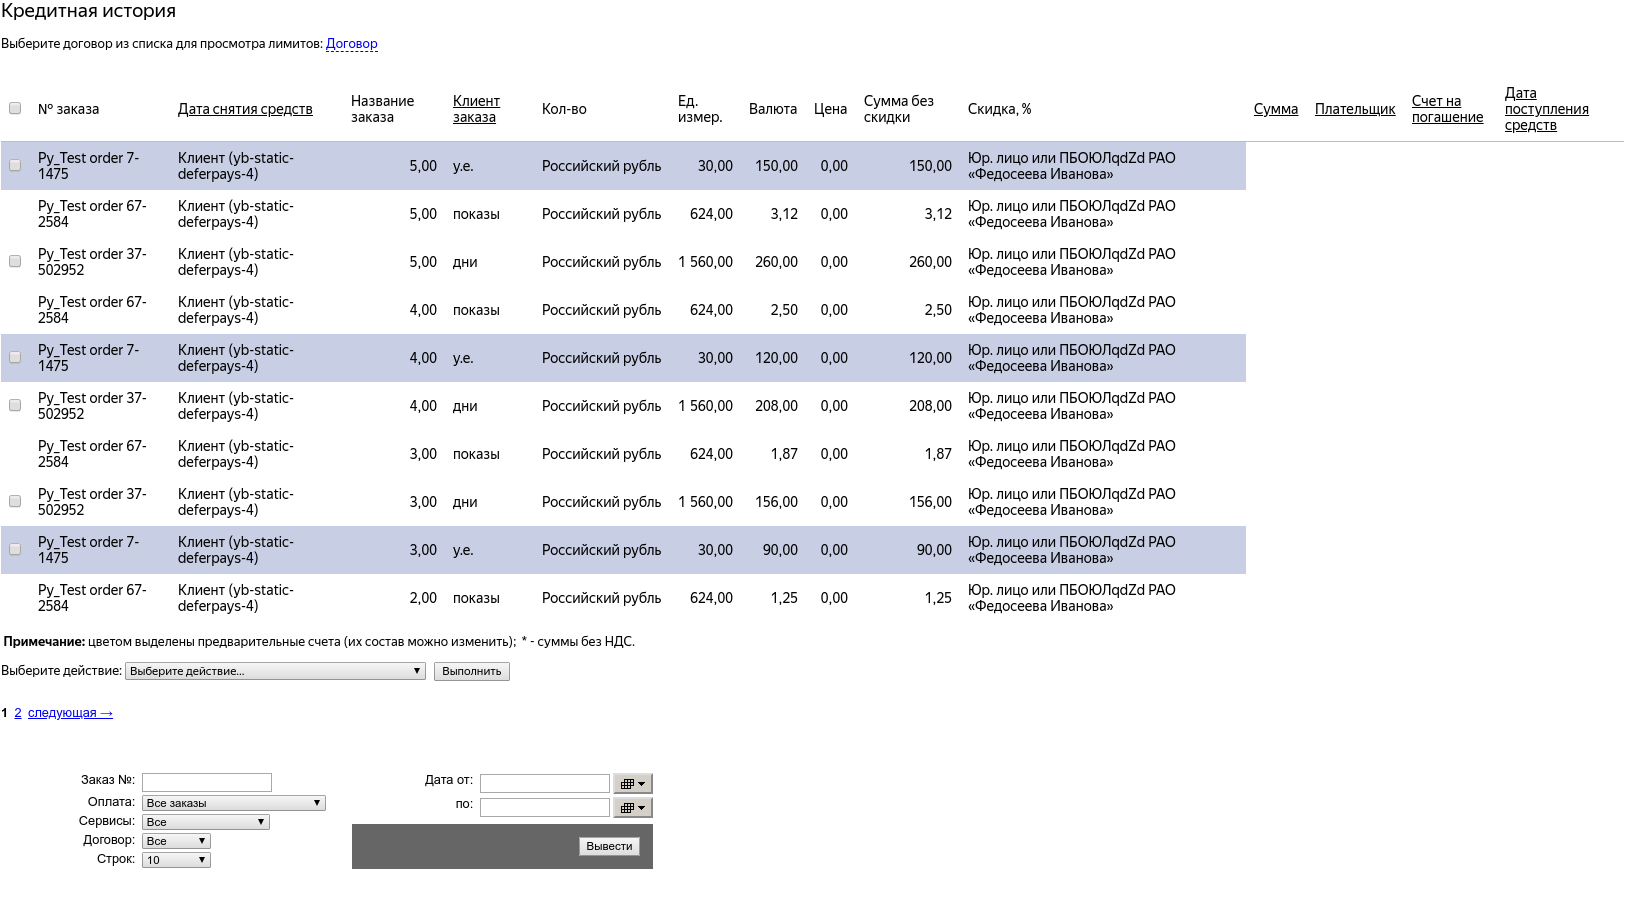 Кредитная история
Выберите договор из списка для просмотра лимитов: Договор
№ заказа Дата снятия средств Название заказа Клиент заказа Кол-во Ед. измер. Валюта Цена Сумма без скидки Скидка, % Сумма Плательщик Счет на погашение Дата поступления средств
Py_Test order 7- Клиент (yb-static- 5,00 у.е. Российский рубль 30,00 150,00 0,00 150,00 Юр. лицо или ПБОЮЛqdZd РАО
1475 deferpays-4) «Федосеева Иванова»
Py_Test order 67- Клиент (yb-static- 5,00 показы Российский рубль 624,00 3,12 0,00 3,12 Юр. лицо или ПБОЮЛqdZd РАО
2584 deferpays-4) «Федосеева Иванова»
Py_Test order 37- Клиент (yb-static- 5,00 дни Российский рубль 1 560,00 260,00 0,00 260,00 Юр. лицо или ПБОЮЛqdZd РАО
502952 deferpays-4) «Федосеева Иванова»
Py_Test order 67- Клиент (yb-static- 4,00 показы Российский рубль 624,00 2,50 0,00 2,50 Юр. лицо или ПБОЮЛqdZd РАО
2584 deferpays-4) «Федосеева Иванова»
Py_Test order 7- Клиент (yb-static- 4,00 у.е. Российский рубль 30,00 120,00 0,00 120,00 Юр. лицо или ПБОЮЛqdZd РАО
1475 deferpays-4) «Федосеева Иванова»
Py_Test order 37- Клиент (yb-static- 4,00 дни Российский рубль 1 560,00 208,00 0,00 208,00 Юр. лицо или ПБОЮЛqdZd РАО
502952 deferpays-4) «Федосеева Иванова»
Py_Test order 67- Клиент (yb-static- 3,00 показы Российский рубль 624,00 1,87 0,00 1,87 Юр. лицо или ПБОЮЛqdZd РАО
2584 deferpays-4) «Федосеева Иванова»
Py_Test order 37- Клиент (yb-static- 3,00 дни Российский рубль 1 560,00 156,00 0,00 156,00 Юр. лицо или ПБОЮЛqdZd РАО
502952 deferpays-4) «Федосеева Иванова»
Py_Test order 7- Клиент (yb-static- 3,00 у.е. Российский рубль 30,00 90,00 0,00 90,00 Юр. лицо или ПБОЮЛqdZd РАО
1475 deferpays-4) «Федосеева Иванова»
Py_Test order 67- Клиент (yb-static- 2,00 показы Российский рубль 624,00 1,25 0,00 1,25 Юр. лицо или ПБОЮЛqdZd РАО
2584 deferpays-4) «Федосеева Иванова»
Примечание: цветом выделены предварительные счета (их состав можно изменить); * - суммы без НДС.
Выберите действие: Выберите действие... Выполнить
1 2 следующая →
Заказ №: Дата от:
Оплата: Все заказы по:
Сервисы: Все
Договор: Все Вывести
Строк: 10